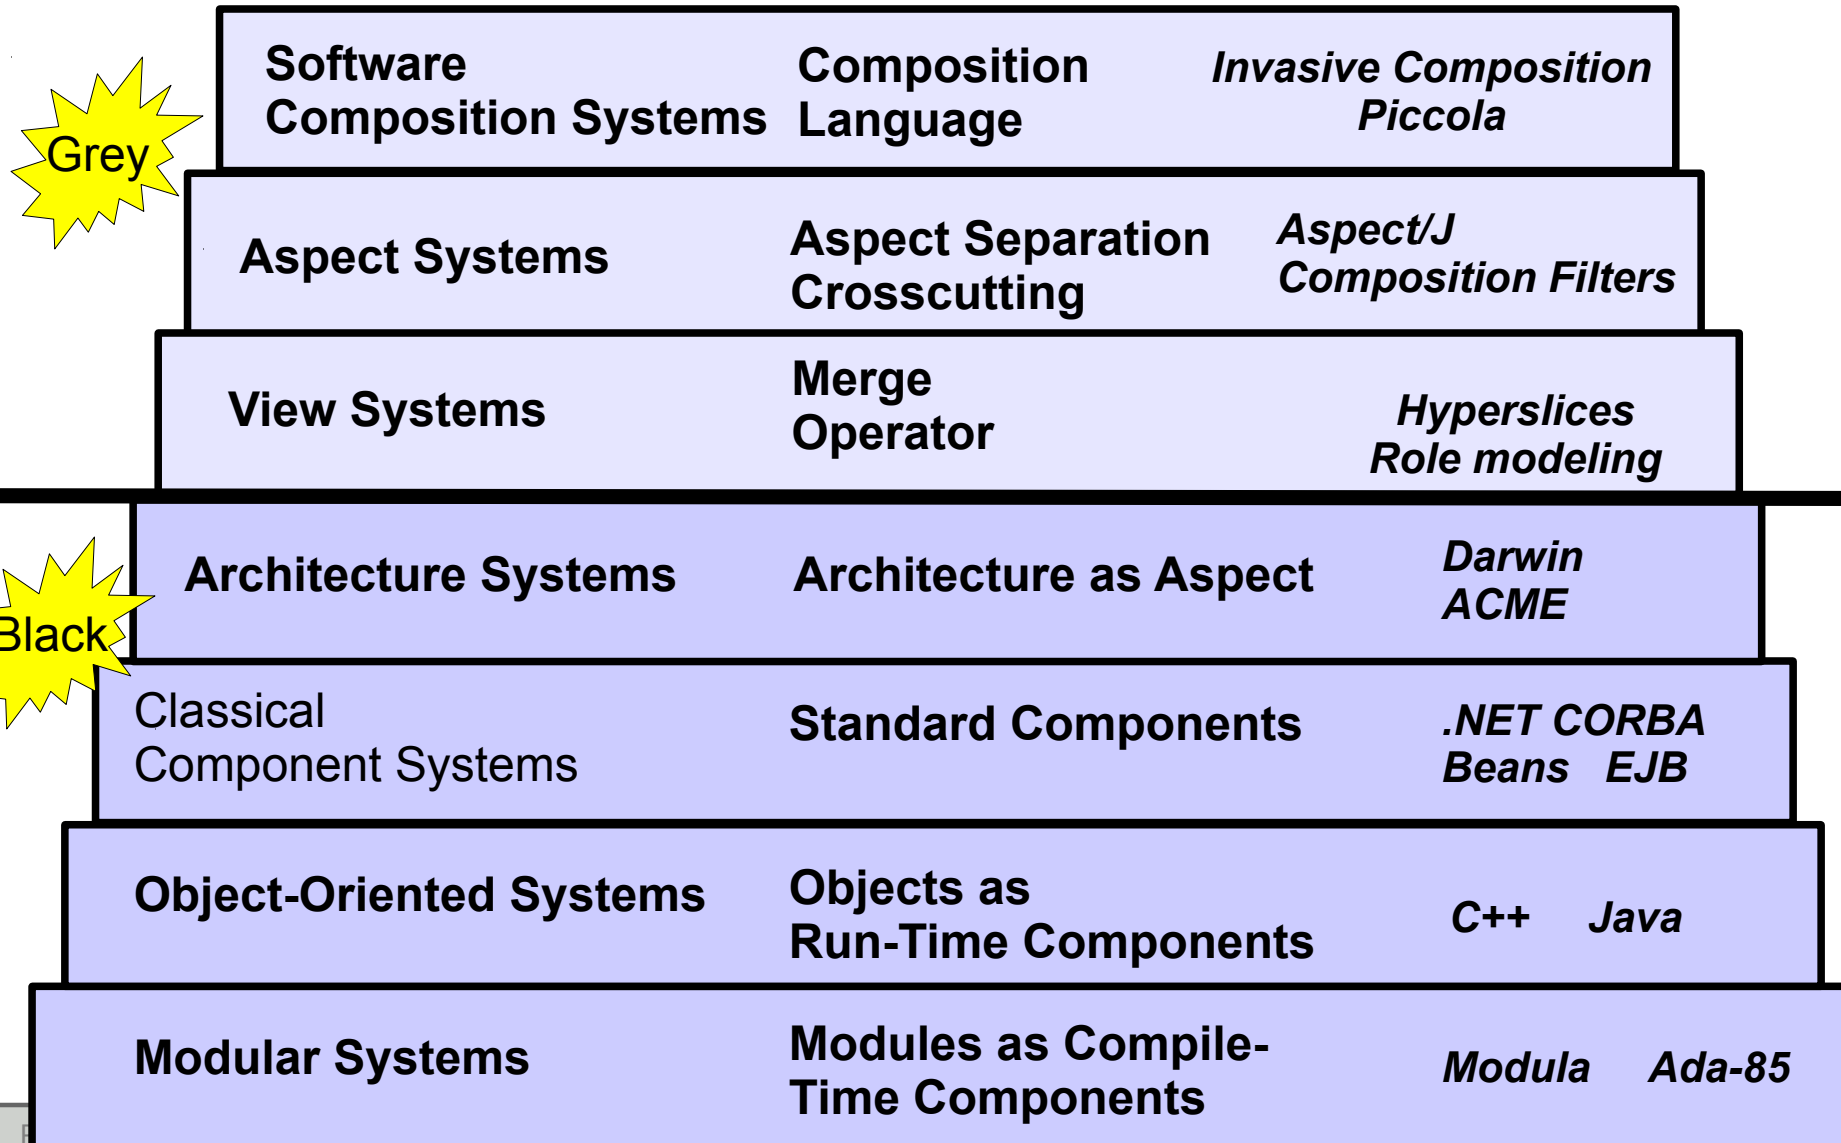 Software
Composition Systems
Composition
Language
Invasive Composition
Piccola
Grey
Aspect Systems
Aspect Separation
Crosscutting
Aspect/J
Composition Filters
View Systems
Merge
Operator
Hyperslices
Role modeling
Architecture Systems
Architecture as Aspect
Darwin
ACME
Black
Classical
Component Systems
Standard Components
.NET CORBA
Beans EJB
Object-Oriented Systems
Objects as
Run-Time Components
C++ Java
Modular Systems
Modules as Compile-
Time Components
Modula Ada-85